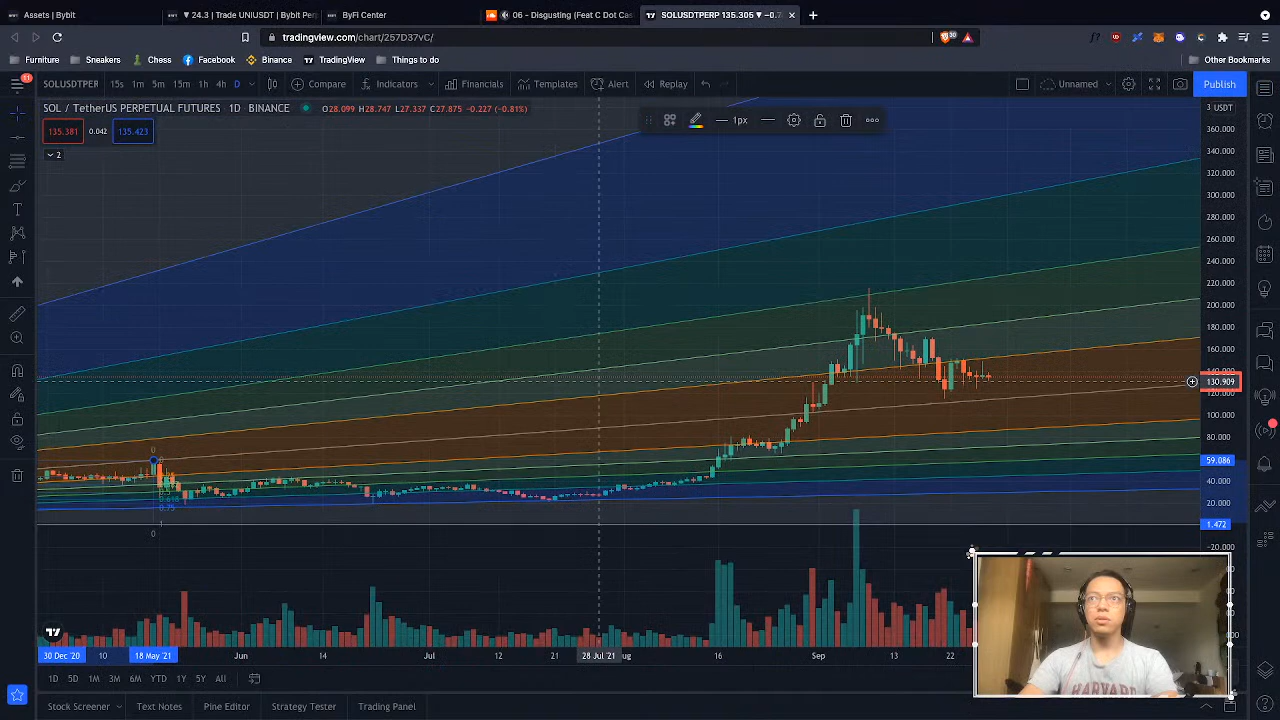 Assets | Bybit
24.3 | Trade UNIUSDT | Bybit Perp
ByFi Center
06 - Disgusting (Feat C Dot Cas
SOLUSDTPERP 135.305 ▼ −0.7
tradingview.com/chart/257D37vC/
Furniture
Sneakers
Chess
Facebook
Binance
TradingView
Things to do
Other Bookmarks
SOLUSDTPERP
15s
1m
5m
15m
1h
4h
D
Compare
Indicators
Financials
Templates
Alert
Replay
Unnamed
Publish
SOL / TetherUS PERPETUAL FUTURES 1D BINANCE
O28.099 H28.747 L27.337 C27.875 −0.227 (−0.81%)
135.381
0.042
135.423
2
1px
3 USDT
360.000
340.000
320.000
300.000
280.000
260.000
240.000
220.000
200.000
180.000
160.000
130.909
120.000
100.000
80.000
59.086
40.000
20.000
1.472
−20.000
0
0.75
0
30 Dec '20
10
18 May '21
Jun
14
Jul
12
21
28 Jul '21
ug
16
Sep
13
22
1D
5D
1M
3M
6M
YTD
1Y
5Y
All
Stock Screener
Text Notes
Pine Editor
Strategy Tester
Trading Panel
HARVARD